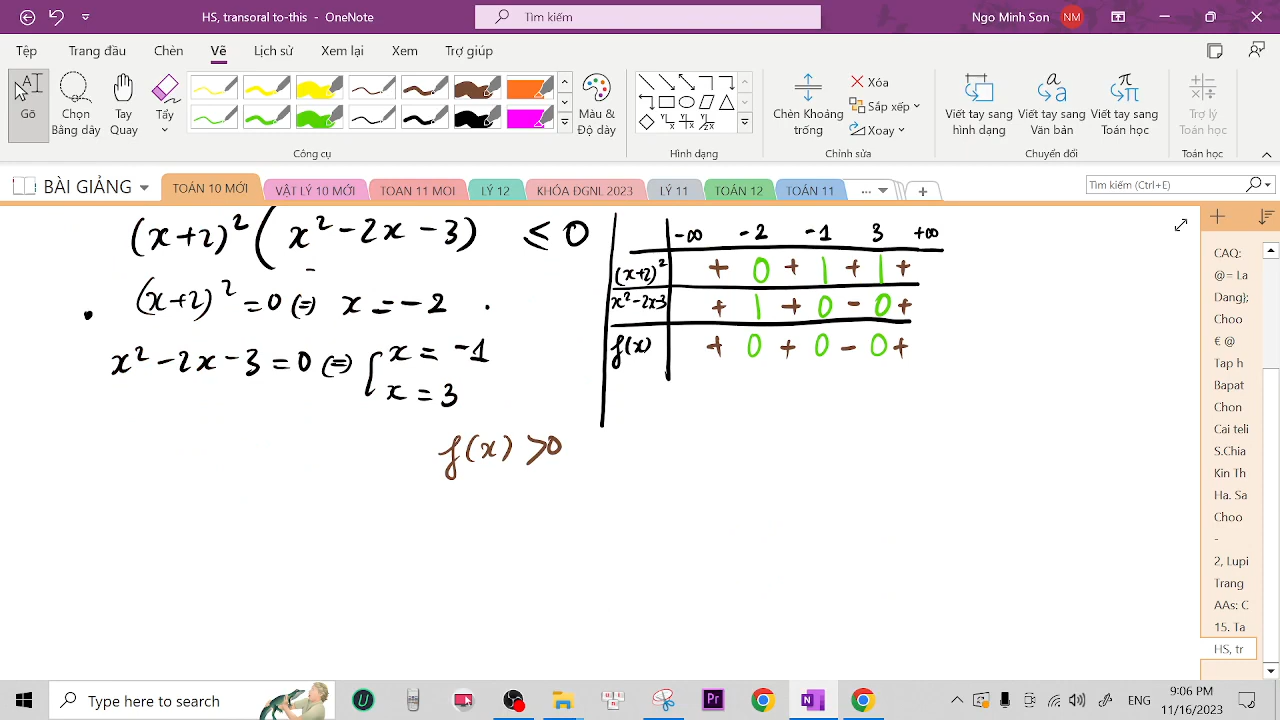 HS, transoral to-this - OneNote
Tìm kiếm
Ngo Minh Son NM
Tệp Trang đầu Chèn Vẽ Lịch sử Xem lại Xem Trợ giúp
Gõ
Chọn Bằng dây
Tay Quay
Tẩy
Màu & Độ dày
Chèn Khoảng trống
Xóa
Sắp xếp
Xoay
Viết tay sang hình dạng
Viết tay sang Văn bản
Viết tay sang Toán học
Trợ lý Toán học
Công cụ Hình dạng Chỉnh sửa Chuyển đổi Toán học
BÀI GIẢNG TOÁN 10 MỚI VẬT LÝ 10 MỚI TOAN 11 MOI LÝ 12 KHÓA DGNL 2023 LÝ 11 TOÁN 12 TOÁN 11 ... Tìm kiếm (Ctrl+E)
(x+2)² (x² - 2x - 3) ≤ 0
(x+2)² = 0 (=) x = -2
x² - 2x - 3 = 0 (=) [ x = -1
x = 3
f(x) > 0
-∞ -2 -1 3 +∞
(x+2)² + 0 + | + | +
x²-2x-3 + | + 0 - 0 +
f(x) + 0 + 0 - 0 +
CAQ:
@= La
Dang);
Choo
€ @
Tap h
Bapat
Chon
Cai teli
S.Chia
Kin Th
Ha. Sa
Choo
-
2, Lupi
Trang
AAs: C
15. Ta
HS, tr
Type here to search
ENG
9:06 PM
11/16/2023